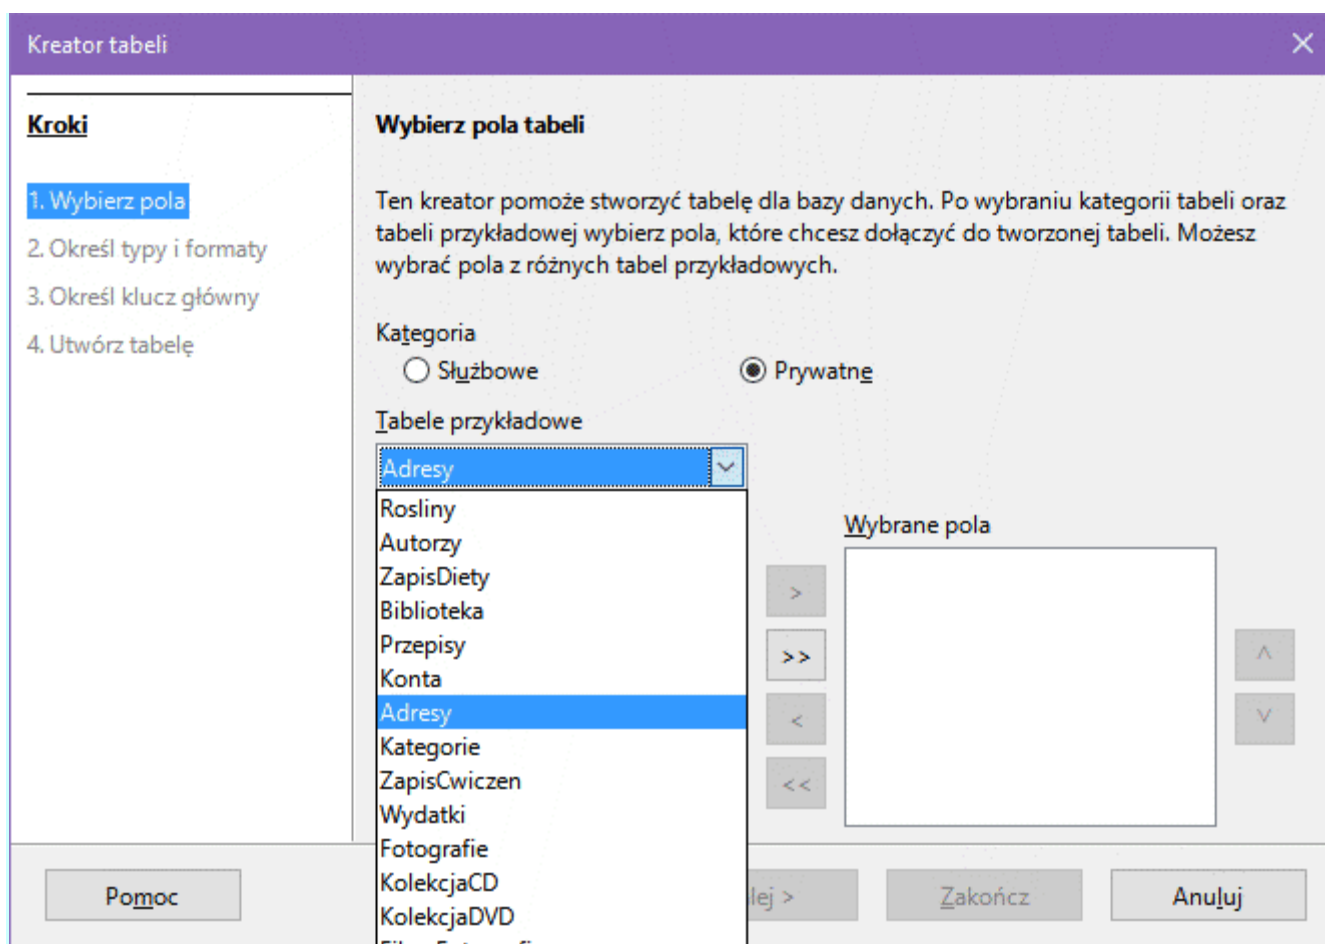 Kreator tabeli
Kroki
1. Wybierz pola
2. Określ typy i formaty
3. Określ klucz główny
4. Utwórz tabelę
Wybierz pola tabeli
Ten kreator pomoże stworzyć tabelę dla bazy danych. Po wybraniu kategorii tabeli oraz
tabeli przykładowej wybierz pola, które chcesz dołączyć do tworzonej tabeli. Możesz
wybrać pola z różnych tabel przykładowych.
Kategoria
Służbowe
Prywatne
Tabele przykładowe
Adresy
Rosliny
Autorzy
ZapisDiety
Biblioteka
Przepisy
Konta
Adresy
Kategorie
ZapisCwiczen
Wydatki
Fotografie
KolekcjaCD
KolekcjaDVD
Wybrane pola
>
>>
<
<<
Pomoc
Zakończ
Anuluj